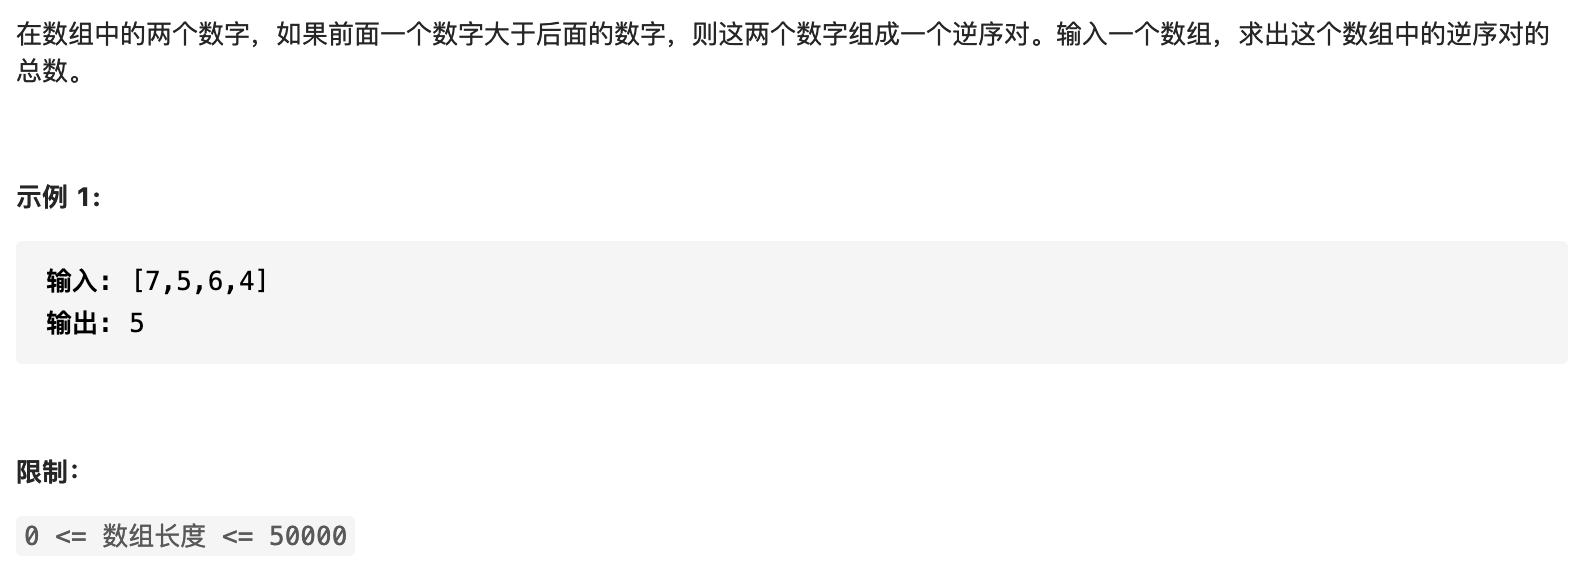 在数组中的两个数字，如果前面一个数字大于后面的数字，则这两个数字组成一个逆序对。输入一个数组，求出这个数组中的逆序对的
总数。
示例 1:
输入: [7,5,6,4]
输出: 5
限制：
0 <= 数组长度 <= 50000